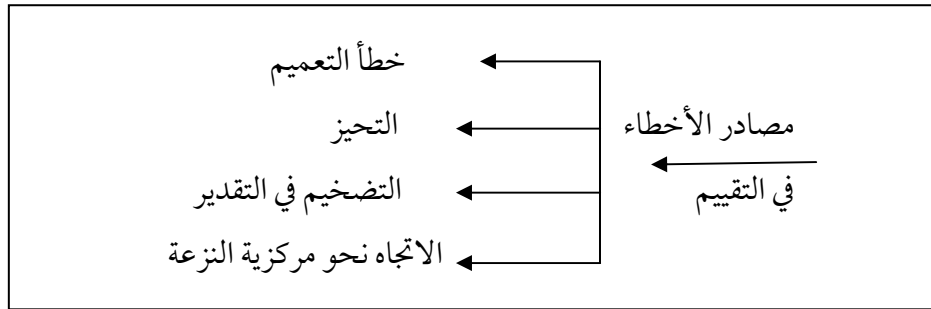 خطأ التعميم
مصادر الأخطاء
التحيز
في التقييم
التضخيم في التقدير
الاتجاه نحو مركزية النزعة